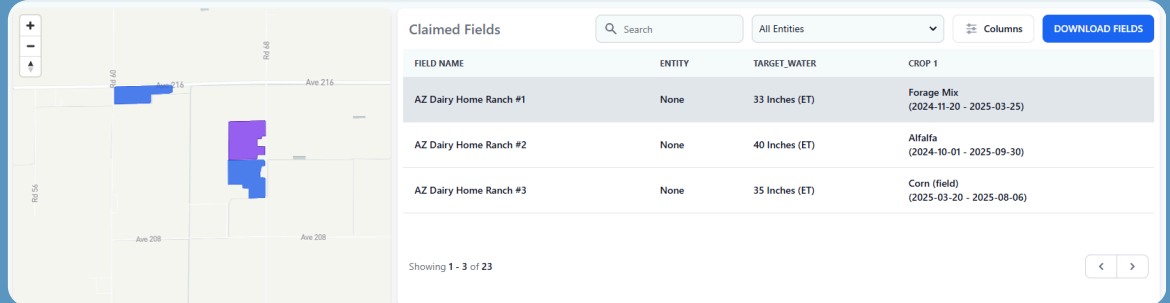 +
−
Rd 60
Ave 216
Rd 68
Ave 216
Rd 56
Ave 208
Ave 208
Claimed Fields
Search
All Entities
Columns
DOWNLOAD FIELDS
FIELD NAME ENTITY TARGET_WATER CROP 1
AZ Dairy Home Ranch #1 None 33 Inches (ET) Forage Mix
(2024-11-20 - 2025-03-25)
AZ Dairy Home Ranch #2 None 40 Inches (ET) Alfalfa
(2024-10-01 - 2025-09-30)
AZ Dairy Home Ranch #3 None 35 Inches (ET) Corn (field)
(2025-03-20 - 2025-08-06)
Showing 1 - 3 of 23